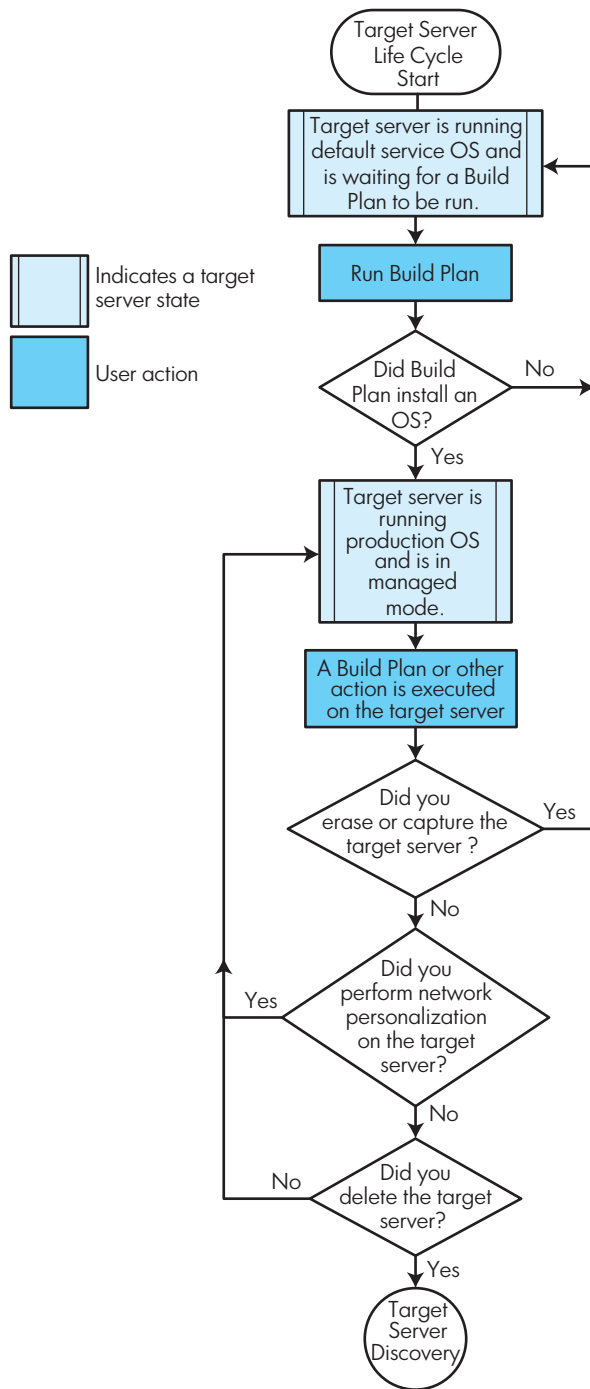 Target Server
Life Cycle
Start
Target server is running
default service OS and
is waiting for a Build
Plan to be run.
Indicates a target
server state
Run Build Plan
User action
Did Build
Plan install an
OS?
No
Yes
Target server is
running
production OS
and is in
managed
mode.
A Build Plan or other
action is executed
on the target server
Did you
erase or capture the
target server ?
Yes
No
Did you
perform network
personalization
on the target
server?
Yes
No
Did you
delete the target
server?
No
Yes
Target
Server
Discovery